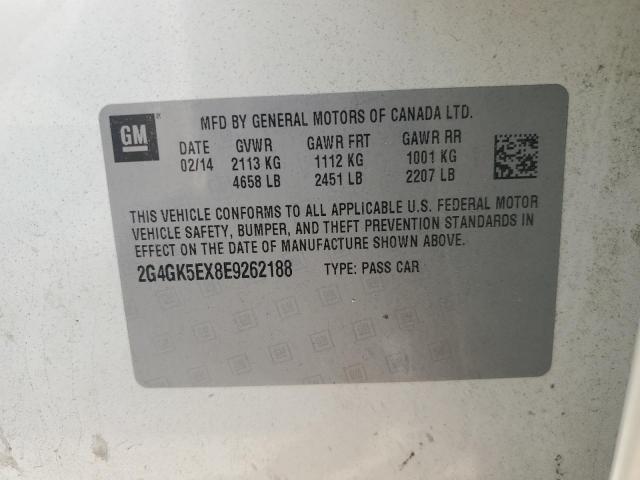 GM
MFD BY GENERAL MOTORS OF CANADA LTD.
DATE GVWR GAWR FRT GAWR RR
02/14 2113 KG 1112 KG 1001 KG
4658 LB 2451 LB 2207 LB
THIS VEHICLE CONFORMS TO ALL APPLICABLE U.S. FEDERAL MOTOR
VEHICLE SAFETY, BUMPER, AND THEFT PREVENTION STANDARDS IN
EFFECT ON THE DATE OF MANUFACTURE SHOWN ABOVE.
2G4GK5EX8E9262188 TYPE: PASS CAR